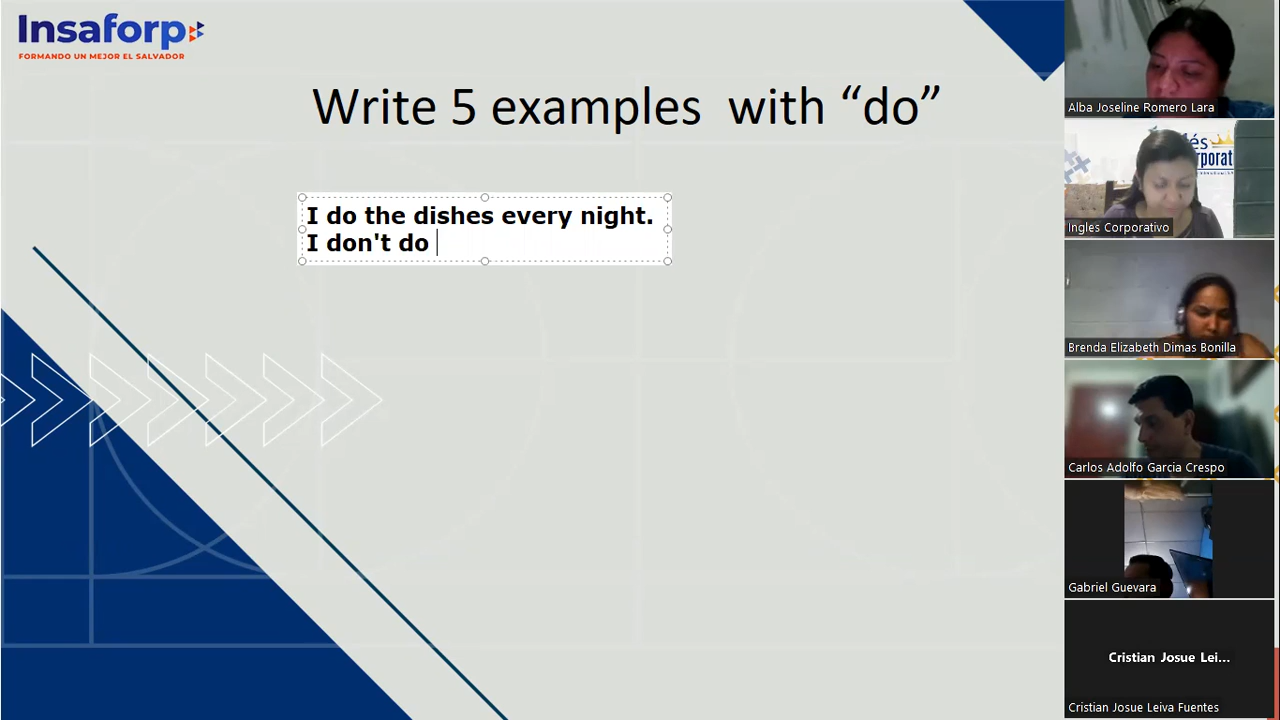 Insaforp
FORMANDO UN MEJOR EL SALVADOR
Write 5 examples with “do”
I do the dishes every night.
I don't do
Alba Joseline Romero Lara
és
rporat
Ingles Corporativo
Brenda Elizabeth Dimas Bonilla
Carlos Adolfo Garcia Crespo
Gabriel Guevara
Cristian Josue Lei...
Cristian Josue Leiva Fuentes